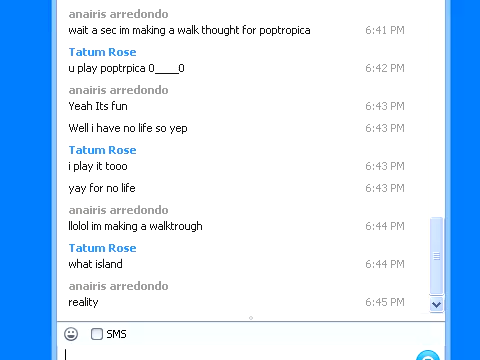 anairis arredondo
wait a sec im making a walk thought for poptropica 6:41 PM
Tatum Rose
u play poptrpica 0____0 6:42 PM
anairis arredondo
Yeah Its fun 6:43 PM
Well i have no life so yep 6:43 PM
Tatum Rose
i play it tooo 6:43 PM
yay for no life 6:43 PM
anairis arredondo
llolol im making a walktrough 6:44 PM
Tatum Rose
what island 6:44 PM
anairis arredondo
reality 6:45 PM
SMS